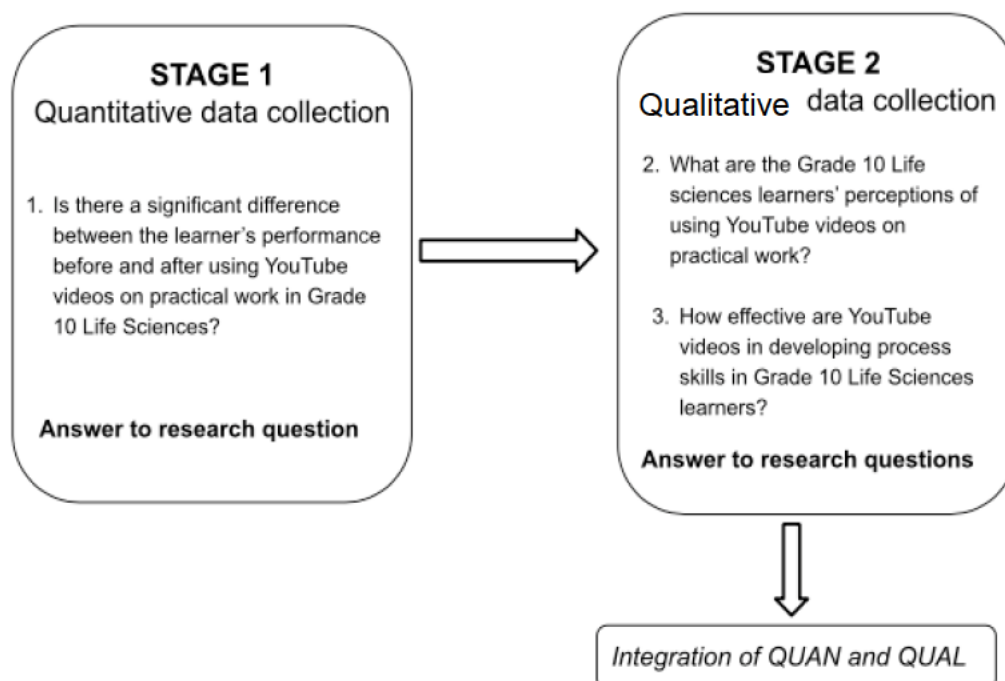 STAGE 1
Quantitative data collection
1. Is there a significant difference
between the learner's performance
before and after using YouTube
videos on practical work in Grade
10 Life Sciences?
Answer to research question
STAGE 2
Qualitative data collection
2. What are the Grade 10 Life
sciences learners' perceptions of
using YouTube videos on
practical work?
3. How effective are YouTube
videos in developing process
skills in Grade 10 Life Sciences
learners?
Answer to research questions
Integration of QUAN and QUAL